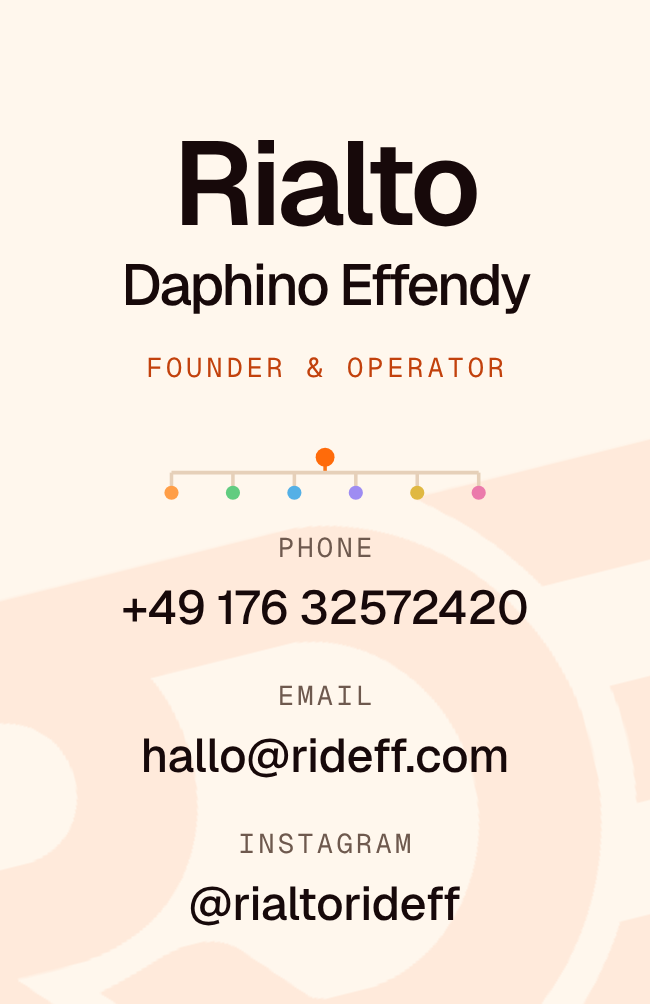 Rialto
Daphino Effendy
FOUNDER & OPERATOR
PHONE
+49 176 32572420
EMAIL
hallo@rideff.com
INSTAGRAM
@rialtorideff